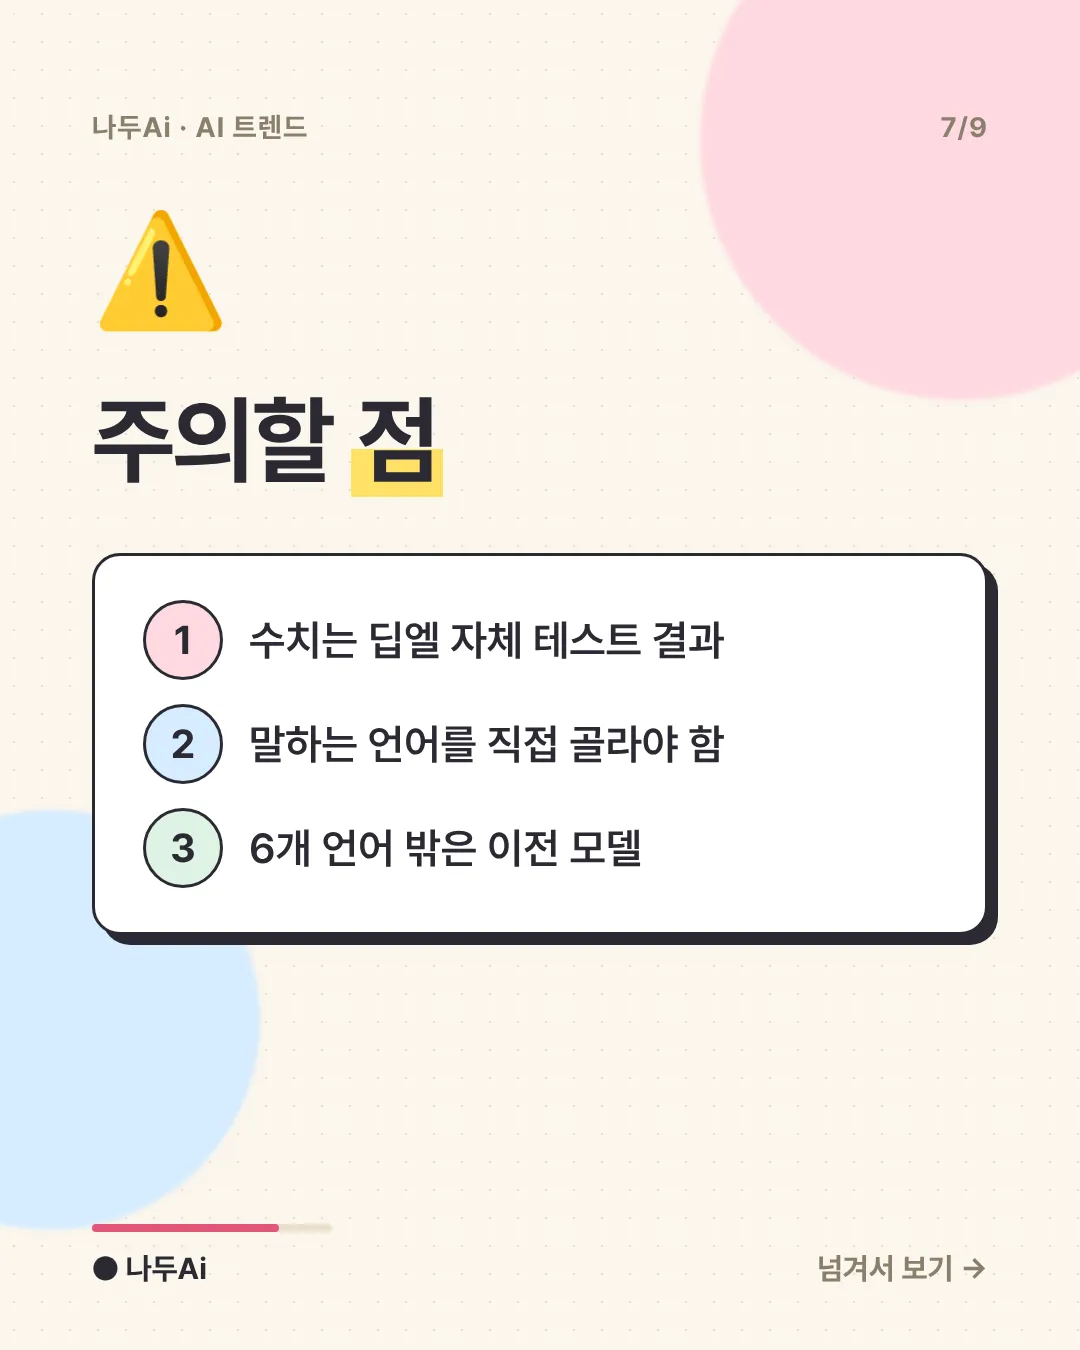 나두Ai · AI 트렌드
7/9
주의할 점
1 수치는 딥엘 자체 테스트 결과
2 말하는 언어를 직접 골라야 함
3 6개 언어 밖은 이전 모델
나두Ai
넘겨서 보기 →